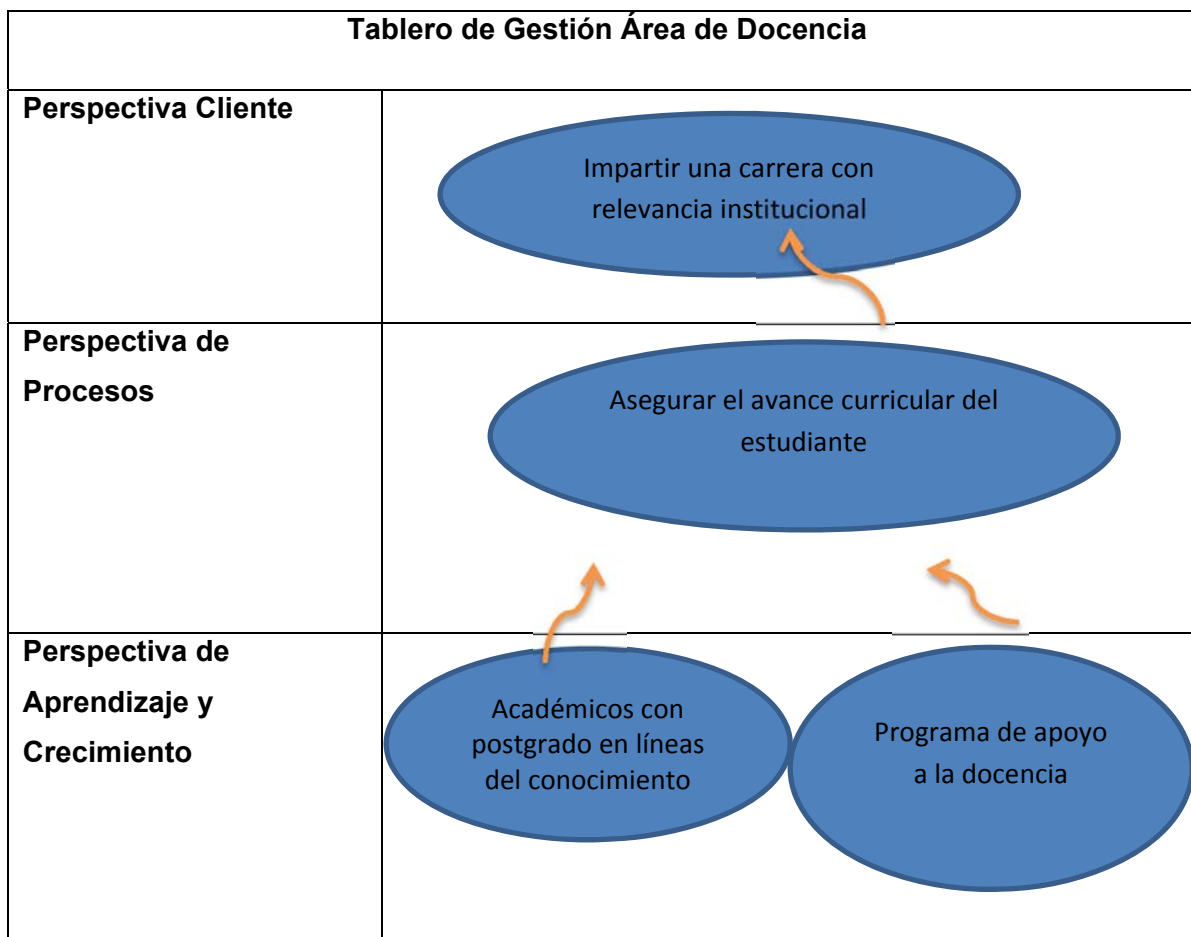 Tablero de Gestión Área de Docencia
Perspectiva Cliente
Impartir una carrera con
relevancia institucional
Perspectiva de
Procesos
Asegurar el avance curricular del
estudiante
Perspectiva de
Aprendizaje y
Crecimiento
Académicos con
postgrado en líneas
del conocimiento
Programa de apoyo
a la docencia